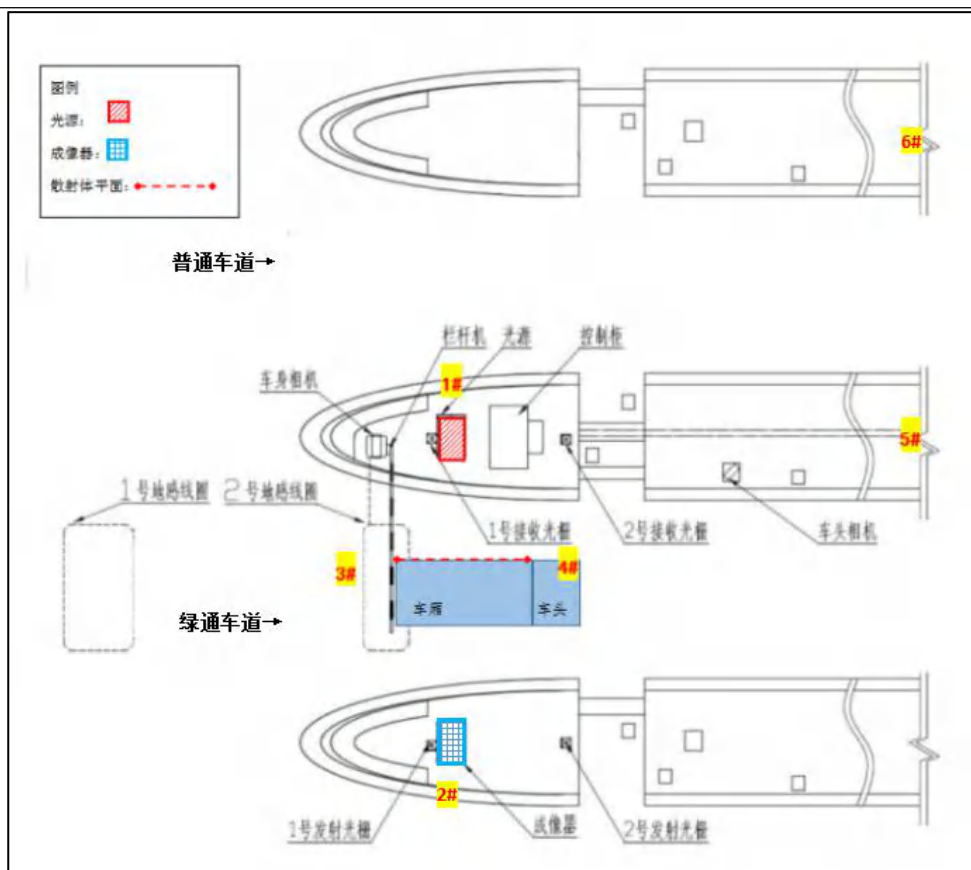 图例
光源：
成像器：
散射体平面：
6#
普通车道→
栏杆机
光源
控制柜
车身相机
1#
5#
1号地路线圈
2号地路线圈
1号接收光栅
2号接收光栅
车头相机
3#
4#
车厢
车头
绿通车道→
2#
1号发射光栅
成像器
2号发射光栅